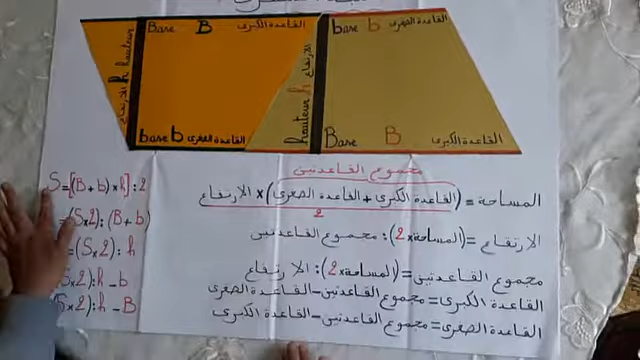 Base B القاعدة الكبرى
base b القاعدة الصغرى
الارتفاع h hauteur
hauteur h الارتفاع
base b القاعدة الصغرى
Base B القاعدة الكبرى
مجموع القاعدتين
المساحة = (القاعدة الكبرى + القاعدة الصغرى) × الارتفاع
2
الارتفاع = (المساحة×2): مجموع القاعدتين
مجموع القاعدتين = (المساحة×2): الارتفاع
القاعدة الكبرى = مجموع القاعدتين - القاعدة الصغرى
القاعدة الصغرى = مجموع القاعدتين - القاعدة الكبرى
S=[(B+b)×h]:2
=(S×2):(B+b)
=(S×2):h
(S×2):h-b
(S×2):h-B